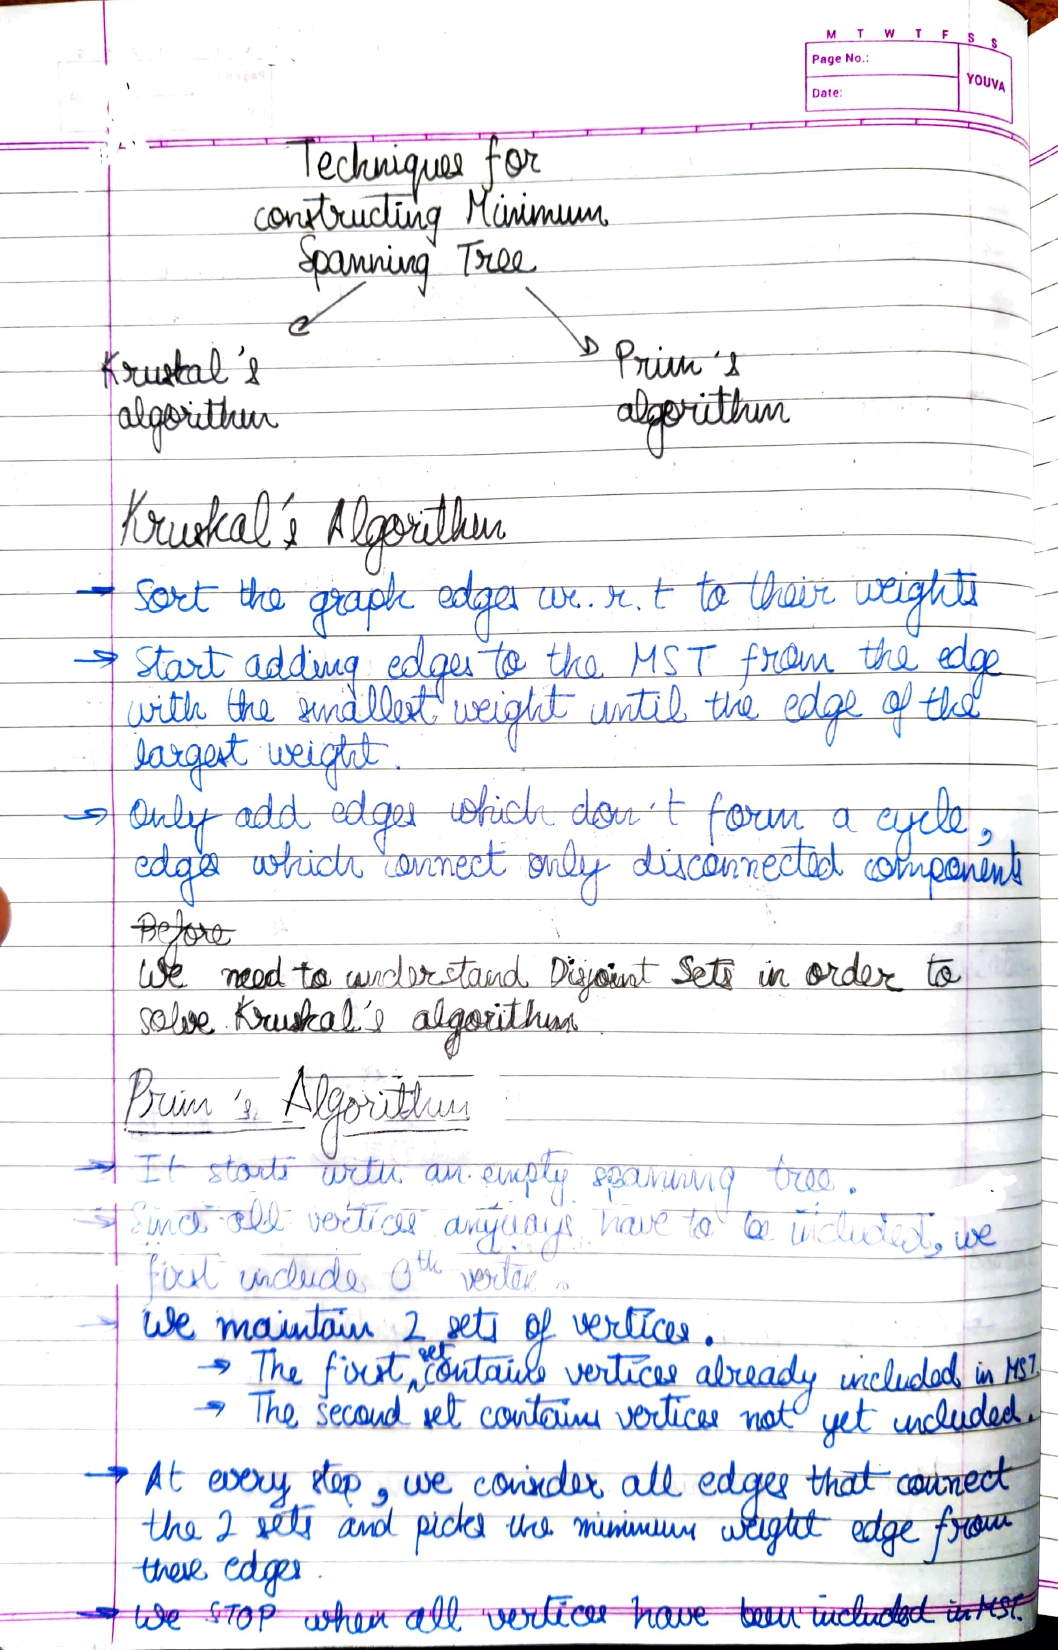 M T W T F S S
Page No.:
YOUVA
Date:
Techniques for
constructing Minimum
Spanning Tree
Kruskal's
algorithm
Prim's
algorithm
Kruskal's Algorithm
→ Sort the graph edges w.r.t to their weights
→ Start adding edges to the MST from the edge
with the smallest weight until the edge of the
largest weight.
→ Only add edges which don't form a cycle,
edges which connect only disconnected components
Before
We need to understand Disjoint Sets in order to
solve Kruskal's algorithm
Prim's Algorithm
→ It starts with an empty spanning tree.
→ Since all vertices anyways have to be included, we
first include 0th vertex.
→ We maintain 2 sets of vertices.
→ The first set contains vertices already included in MST.
→ The second set contains vertices not yet included.
→ At every step, we consider all edges that connect
the 2 sets and picks the minimum weight edge from
these edges.
→ We STOP when all vertices have been included in MST.